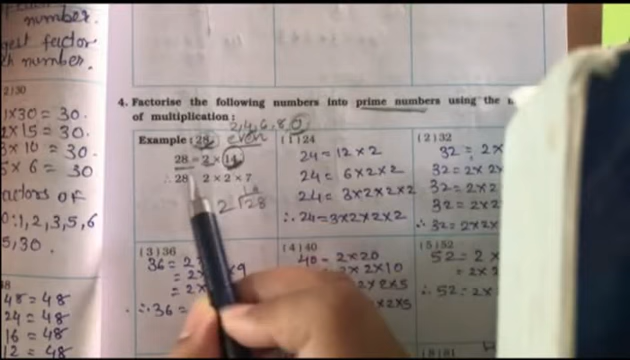 number.
gest factor
number.
2)30
1×30 = 30.
2×15 = 30.
3×10 = 30.
5×6 = 30
actors of
0:1,2,3,5,6
5,30.
48 = 48
24 = 48
16 = 48
12 = 48
4. Factorise the following numbers into prime numbers using the
of multiplication :
2,4,6,8,0
Example : 28 even
28 = 2 × 14
∴ 28 2 × 2 × 7
14
2 √28
(1) 24
24 = 12 × 2
24 = 6 × 2 × 2
24 = 3 × 2 × 2 × 2
∴ 24 = 3×2×2×2
(2) 32
32 = 2×
32 = 2× 2×
32 = 2×2
32 = 2×2
∴ 32 = 2×2×
(3) 36
36 = 2
= 2× ×9
= 2×
∴ 36 =
(4) 40
40 = 2×20
2×10
×2×5
×2×5
(5) 52
52 = 2 ×
= 2× 2
∴ 52 = 2×